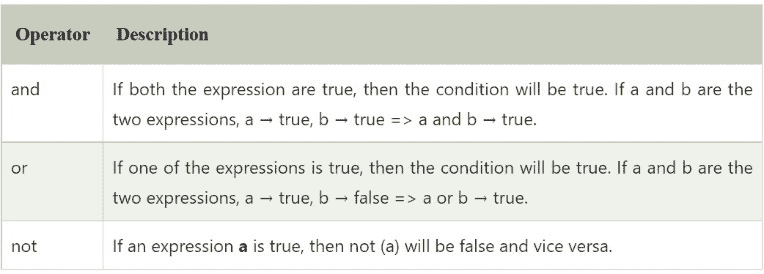 Operator Description
and If both the expression are true, then the condition will be true. If a and b are the
two expressions, a → true, b → true => a and b → true.
or If one of the expressions is true, then the condition will be true. If a and b are the
two expressions, a → true, b → false => a or b → true.
not If an expression a is true, then not (a) will be false and vice versa.